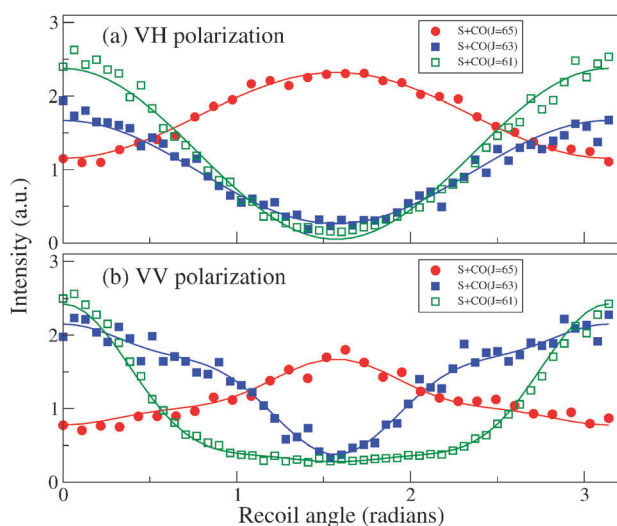 3
(a) VH polarization
S+CO(J=65)
S+CO(J=63)
S+CO(J=61)
2
1
0
(b) VV polarization
S+CO(J=65)
S+CO(J=63)
S+CO(J=61)
2
1
0
0
1
2
3
Intensity (a.u.)
Recoil angle (radians)